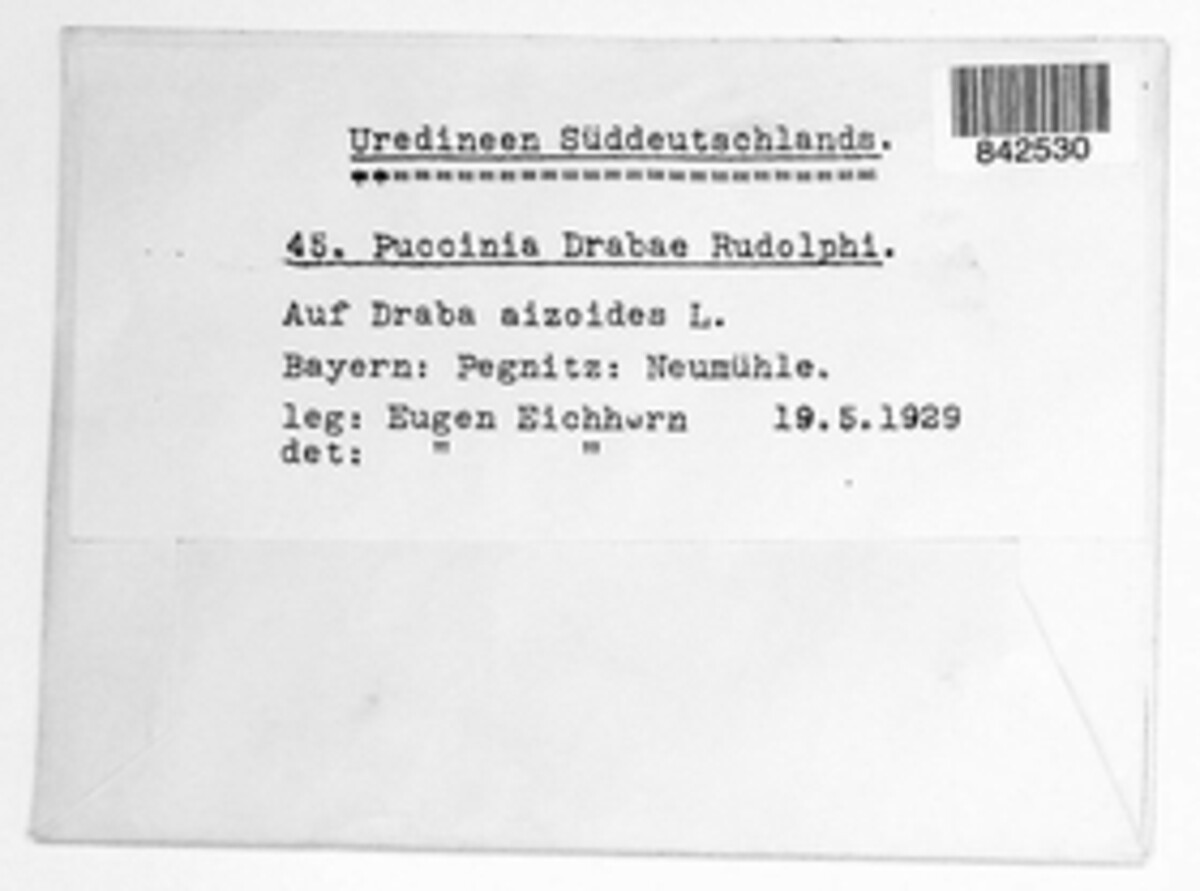 842530
Uredineen Süddeutschlands.
45. Puccinia Drabae Rudolphi.
Auf Draba aizoides L.
Bayern: Pegnitz: Neumühle.
leg: Eugen Eichhorn 19.5.1929
det: " "